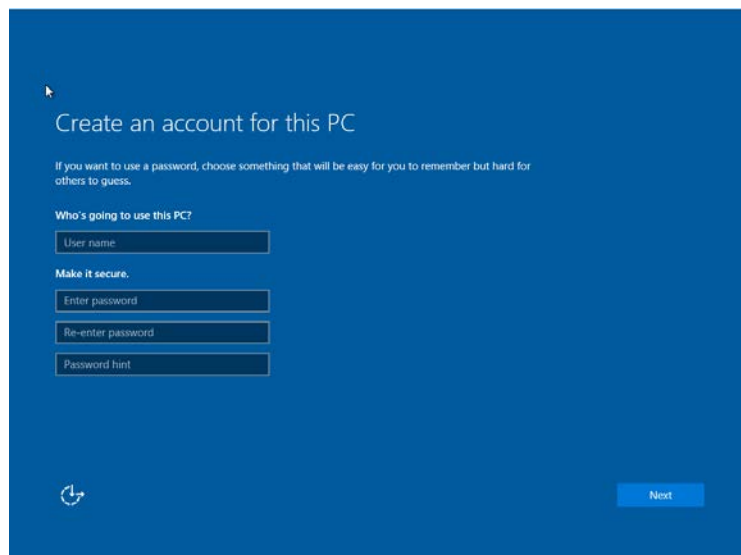 Create an account for this PC
If you want to use a password, choose something that will be easy for you to remember but hard for
others to guess.
Who's going to use this PC?
User name
Make it secure.
Enter password
Re-enter password
Password hint
Next